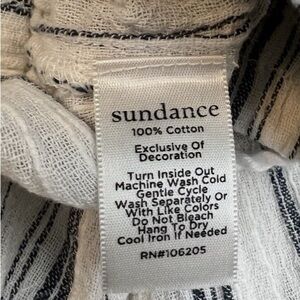 sundance
100% Cotton
Exclusive Of
Decoration
Turn Inside Out
Machine Wash Cold
Gentle Cycle
Wash Separately Or
With Like Colors
Do Not Bleach
Hang To Dry
Cool Iron If Needed
RN#106205